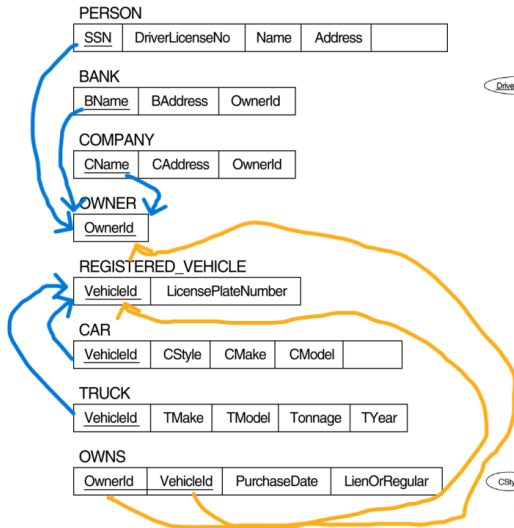 PERSON
SSN DriverLicenseNo Name Address
BANK
BName BAddress OwnerId
COMPANY
CName CAddress OwnerId
OWNER
OwnerId
REGISTERED_VEHICLE
VehicleId LicensePlateNumber
CAR
VehicleId CStyle CMake CModel
TRUCK
VehicleId TMake TModel Tonnage TYear
OWNS
OwnerId VehicleId PurchaseDate LienOrRegular